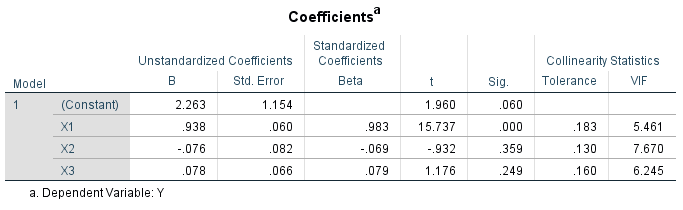 Coefficientsa
Unstandardized Coefficients Standardized Coefficients Collinearity Statistics
Model B Std. Error Beta t Sig. Tolerance VIF
1 (Constant) 2.263 1.154 1.960 .060
X1 .938 .060 .983 15.737 .000 .183 5.461
X2 -.076 .082 -.069 -.932 .359 .130 7.670
X3 .078 .066 .079 1.176 .249 .160 6.245
a. Dependent Variable: Y